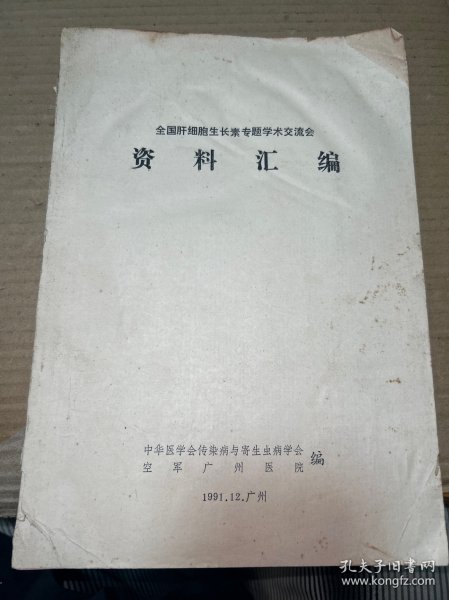 全国肝细胞生长素专题学术交流会
资料汇编
中华医学会传染病与寄生虫病学会
空军广州医院
编
1991.12.广州
孔夫子旧书网
www.kongfz.com